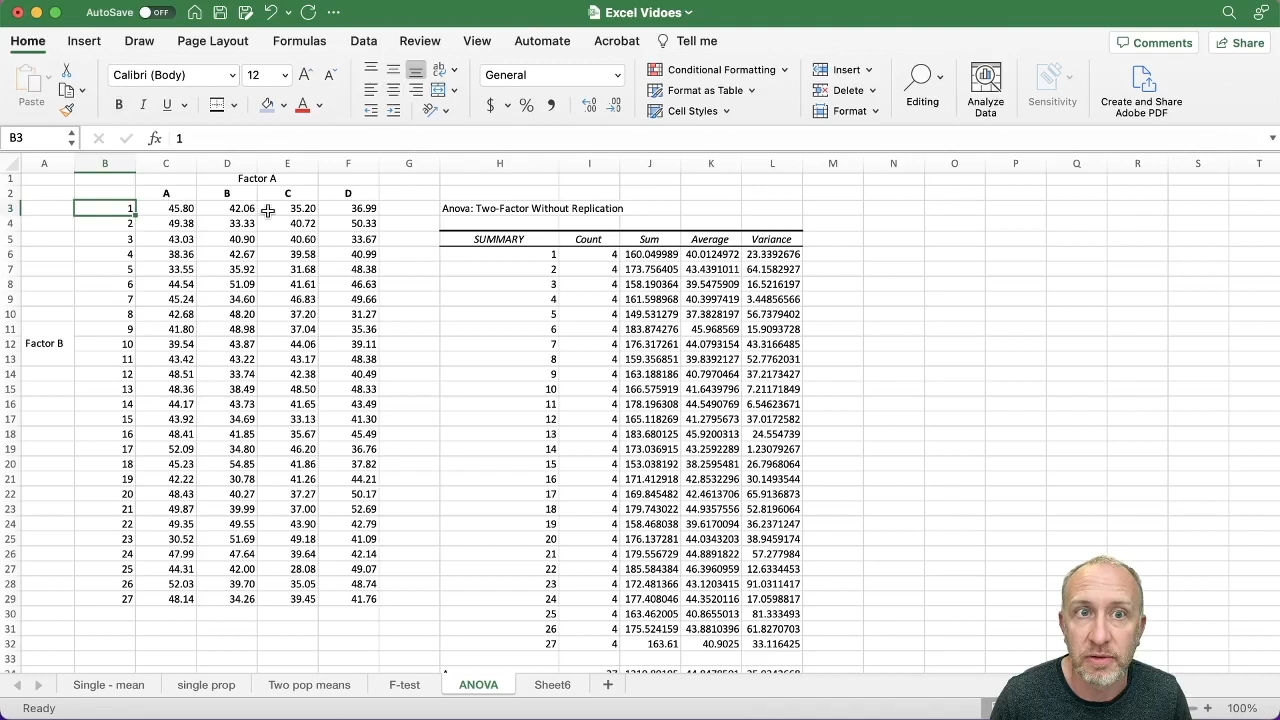 AutoSave OFF Excel Vidoes
Home Insert Draw Page Layout Formulas Data Review View Automate Acrobat Tell me Comments Share
Paste Calibri (Body) 12 General Conditional Formatting Format as Table Cell Styles Insert Delete Format Editing Analyze Data Sensitivity Create and Share Adobe PDF
B3 fx 1
A B C D E F G H I J K L M N O P Q R S T
1 Factor A
2 A B C D
3 1 45.80 42.06 35.20 36.99 Anova: Two-Factor Without Replication
4 2 49.38 33.33 40.72 50.33
5 3 43.03 40.90 40.60 33.67 SUMMARY Count Sum Average Variance
6 4 38.36 42.67 39.58 40.99 1 4 160.049989 40.0124972 23.3392676
7 5 33.55 35.92 31.68 48.38 2 4 173.756405 43.4391011 64.1582927
8 6 44.54 51.09 41.61 46.63 3 4 158.190364 39.5475909 16.5216197
9 7 45.24 34.60 46.83 49.66 4 4 161.598968 40.3997419 3.44856566
10 8 42.68 48.20 37.20 31.27 5 4 149.531279 37.3828197 56.7379402
11 9 41.80 48.98 37.04 35.36 6 4 183.874276 45.968569 15.9093728
12 Factor B 10 39.54 43.87 44.06 39.11 7 4 176.317261 44.0793154 43.3166485
13 11 43.42 43.22 43.17 48.38 8 4 159.356851 39.8392127 52.7762031
14 12 48.51 33.74 42.38 40.49 9 4 163.188186 40.7970464 37.2173427
15 13 48.36 38.49 48.50 48.33 10 4 166.575919 41.6439796 7.21171849
16 14 44.17 43.73 41.65 43.49 11 4 178.196308 44.5490769 6.54623671
17 15 43.92 34.69 33.13 41.30 12 4 165.118269 41.2795673 37.0172582
18 16 48.41 41.85 35.67 45.49 13 4 183.680125 45.9200313 24.554739
19 17 52.09 34.80 46.20 36.76 14 4 173.036915 43.2592289 1.23079267
20 18 45.23 54.85 41.86 37.82 15 4 153.038192 38.2595481 26.7968064
21 19 42.22 30.78 41.26 44.21 16 4 171.412918 42.8532296 30.1493544
22 20 48.43 40.27 37.27 50.17 17 4 169.845482 42.4613706 65.9136873
23 21 49.87 39.99 37.00 52.69 18 4 179.743022 44.9357556 52.8196064
24 22 49.35 49.55 43.90 42.79 19 4 158.468038 39.6170094 36.2371247
25 23 30.52 51.69 49.18 41.09 20 4 176.137281 44.0343203 38.9459174
26 24 47.99 47.64 39.64 42.14 21 4 179.556729 44.8891822 57.277984
27 25 44.31 42.00 28.08 49.07 22 4 185.584384 46.3960959 12.6334453
28 26 52.03 39.70 35.05 48.74 23 4 172.481366 43.1203415 91.0311417
29 27 48.14 34.26 39.45 41.76 24 4 177.408046 44.3520116 17.0598817
30 25 4 163.462005 40.8655013 81.333493
31 26 4 175.524159 43.8810396 61.8270703
32 27 4 163.61 40.9025 33.116425
33
Single - mean single prop Two pop means F-test ANOVA Sheet6
Ready 100%